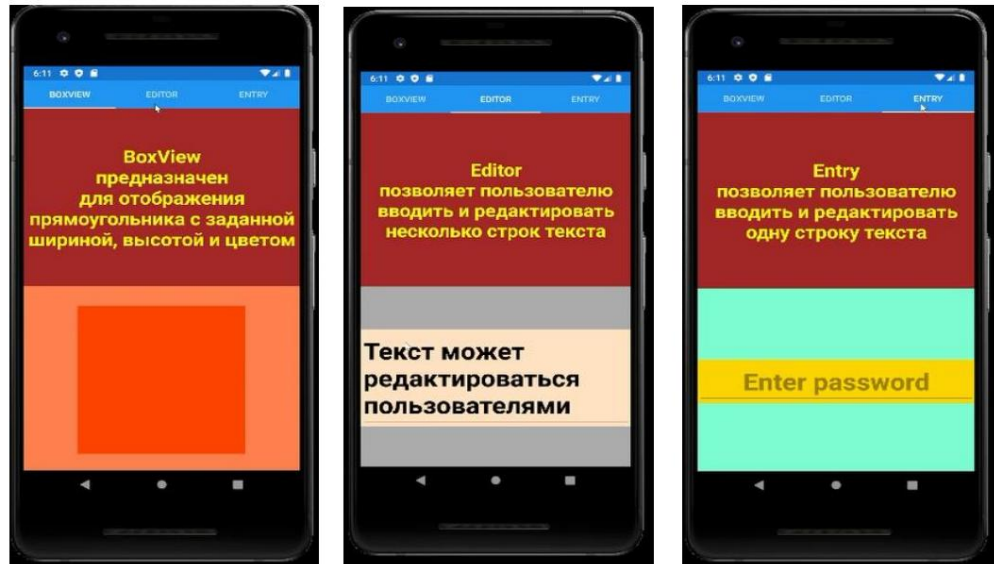 6:11
BOXVIEW EDITOR ENTRY
BoxView
предназначен
для отображения
прямоугольника с заданной
шириной, высотой и цветом
6:11
BOXVIEW EDITOR ENTRY
Editor
позволяет пользователю
вводить и редактировать
несколько строк текста
Текст может
редактироваться
пользователями
6:11
BOXVIEW EDITOR ENTRY
Entry
позволяет пользователю
вводить и редактировать
одну строку текста
Enter password